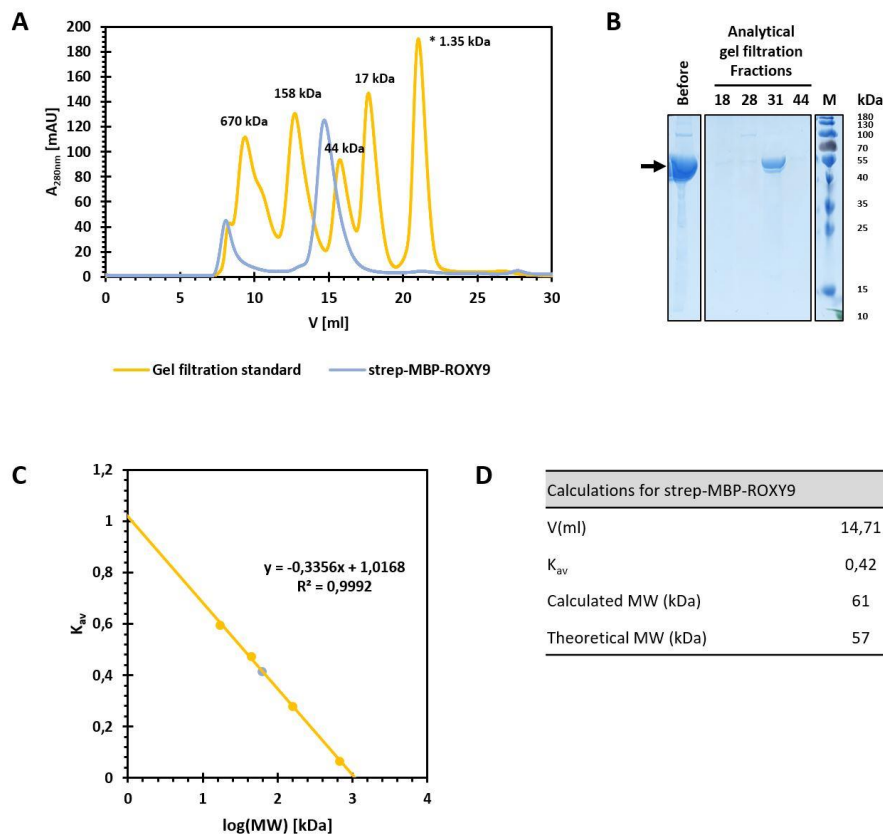 A
200
180
160
140
120
100
80
60
40
20
0
A280nm [mAU]
670 kDa
158 kDa
44 kDa
17 kDa
* 1.35 kDa
0 5 10 15 20 25 30
V [ml]
Gel filtration standard strep-MBP-ROXY9
B
Analytical
gel filtration
Fractions
Before 18 28 31 44 M kDa
180
130
100
70
55
40
35
25
15
10
C
1,2
1
0,8
0,6
0,4
0,2
0
Kav
y = -0,3356x + 1,0168
R² = 0,9992
0 1 2 3 4
log(MW) [kDa]
D
Calculations for strep-MBP-ROXY9
V(ml) 14,71
Kav 0,42
Calculated MW (kDa) 61
Theoretical MW (kDa) 57